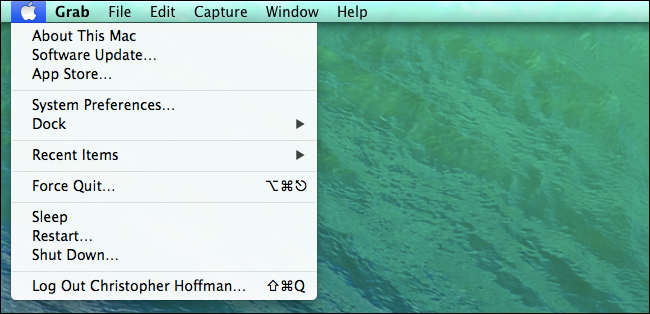 Grab File Edit Capture Window Help
About This Mac
Software Update...
App Store...
System Preferences...
Dock ▶
Recent Items ▶
Force Quit... ⌥⌘⎋
Sleep
Restart...
Shut Down...
Log Out Christopher Hoffman... ⇧⌘Q